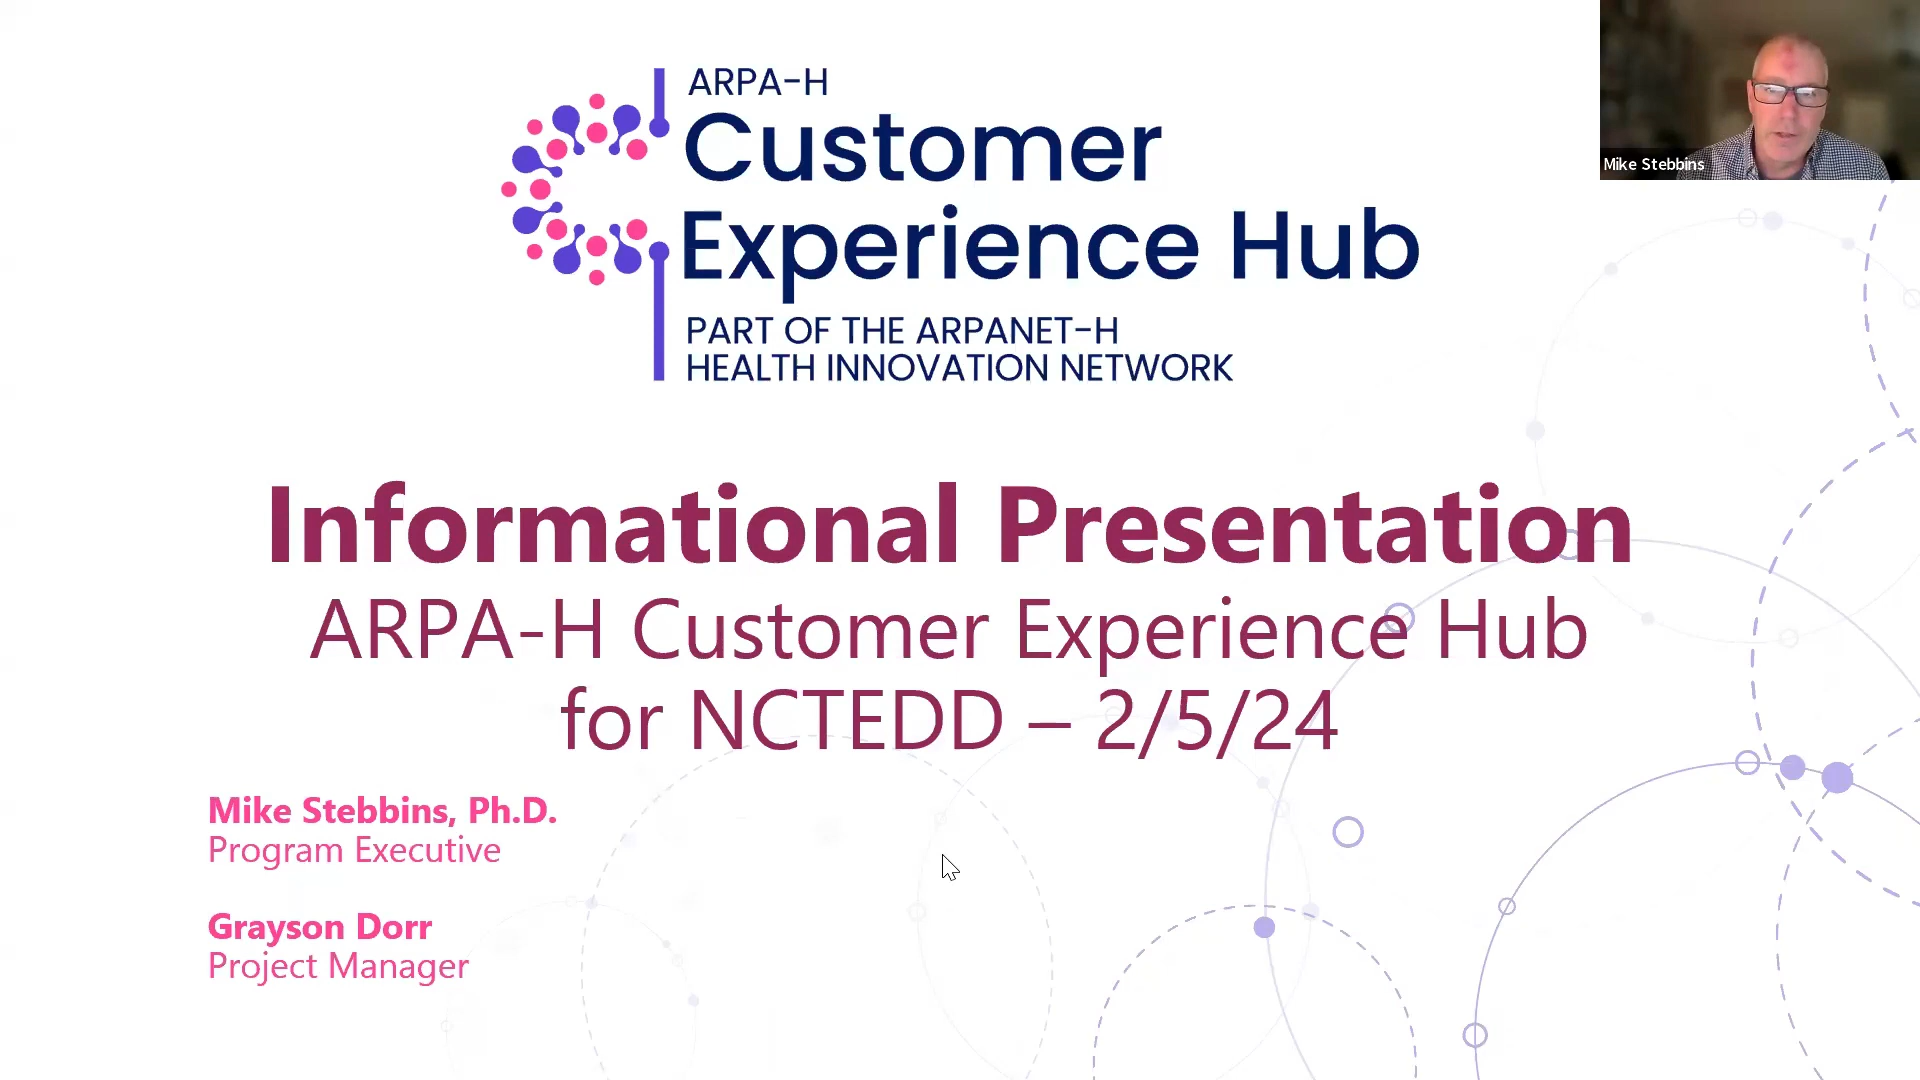 ARPA-H
Customer
Experience Hub
PART OF THE ARPANET-H
HEALTH INNOVATION NETWORK
Mike Stebbins
Informational Presentation
ARPA-H Customer Experience Hub
for NCTEDD – 2/5/24
Mike Stebbins, Ph.D.
Program Executive
Grayson Dorr
Project Manager